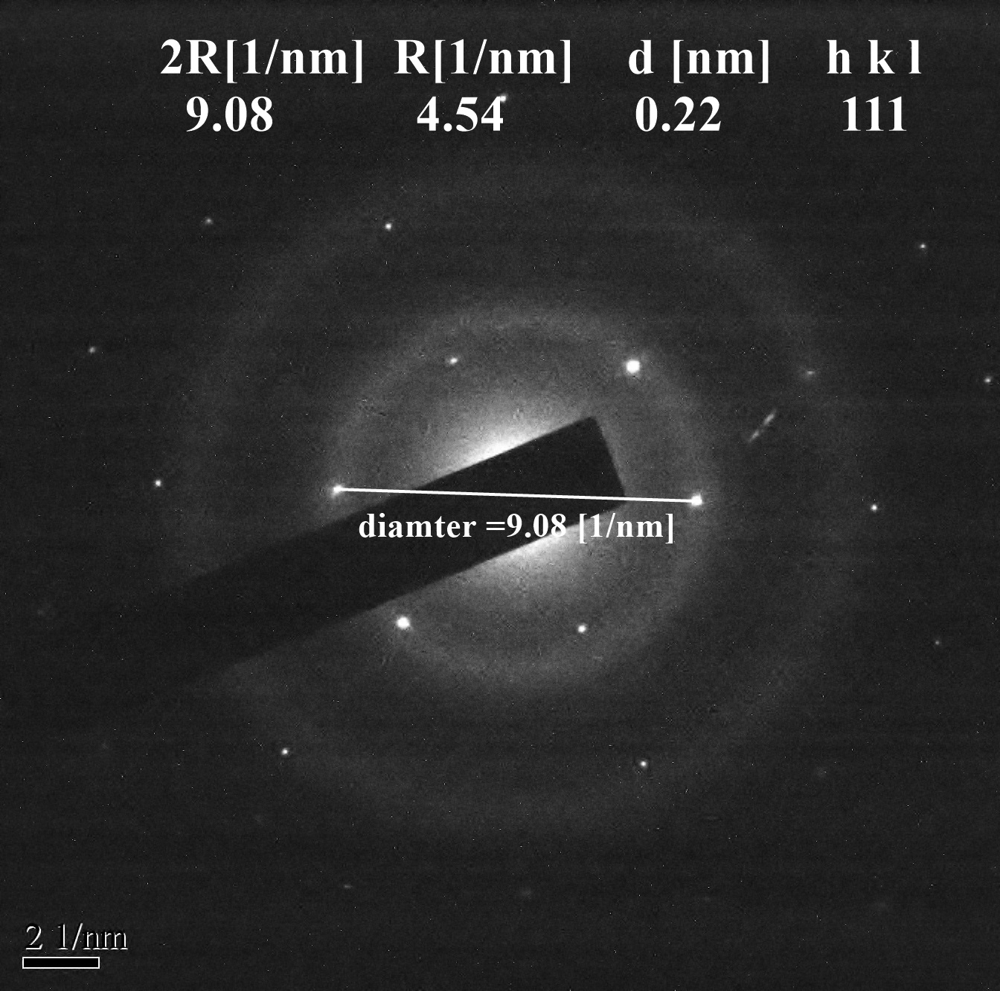 2R[1/nm] R[1/nm] d [nm] h k l
9.08 4.54 0.22 111
diamter =9.08 [1/nm]
2 1/nm